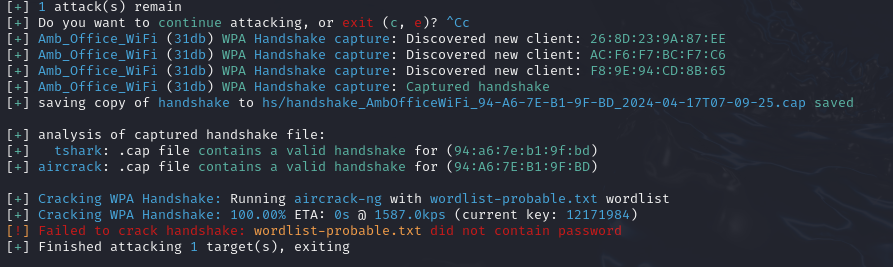 [+] 1 attack(s) remain
[+] Do you want to continue attacking, or exit (c, e)? ^Cc
[+] Amb_Office_WiFi (31db) WPA Handshake capture: Discovered new client: 26:8D:23:9A:87:EE
[+] Amb_Office_WiFi (31db) WPA Handshake capture: Discovered new client: AC:F6:F7:BC:F7:C6
[+] Amb_Office_WiFi (31db) WPA Handshake capture: Discovered new client: F8:9E:94:CD:8B:65
[+] Amb_Office_WiFi (31db) WPA Handshake capture: Captured handshake
[+] saving copy of handshake to hs/handshake_AmbOfficeWiFi_94-A6-7E-B1-9F-BD_2024-04-17T07-09-25.cap saved
[+] analysis of captured handshake file:
[+]   tshark: .cap file contains a valid handshake for (94:a6:7e:b1:9f:bd)
[+] aircrack: .cap file contains a valid handshake for (94:A6:7E:B1:9F:BD)
[+] Cracking WPA Handshake: Running aircrack-ng with wordlist-probable.txt wordlist
[+] Cracking WPA Handshake: 100.00% ETA: 0s @ 1587.0kps (current key: 12171984)
[!] Failed to crack handshake: wordlist-probable.txt did not contain password
[+] Finished attacking 1 target(s), exiting